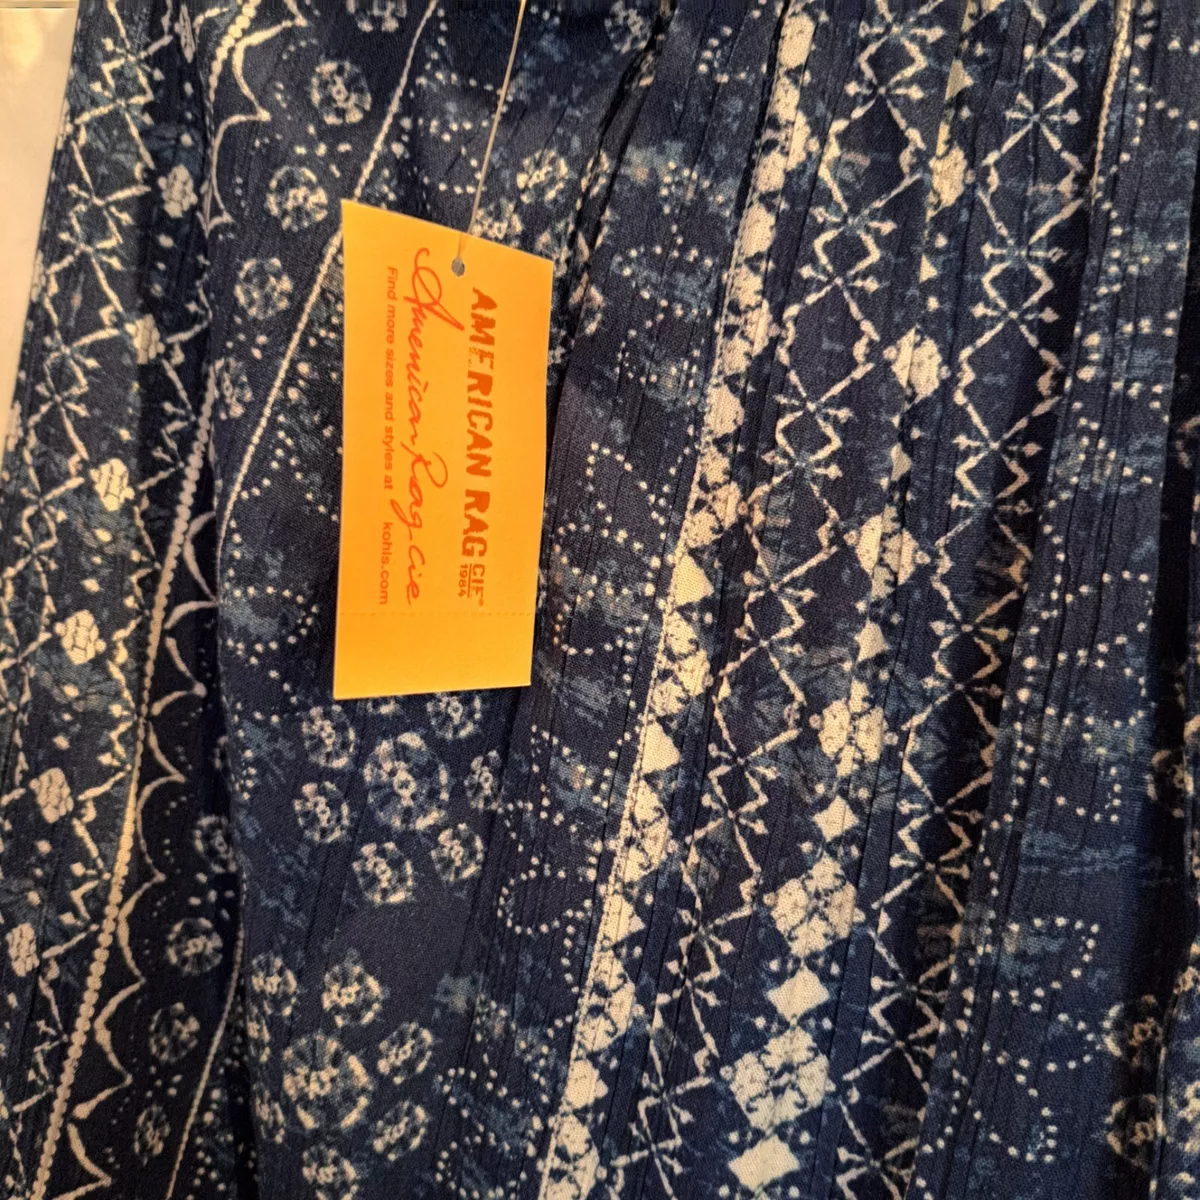 AMERICAN RAG CIE®
1984
American Rag Cie
Find more sizes and styles at kohls.com